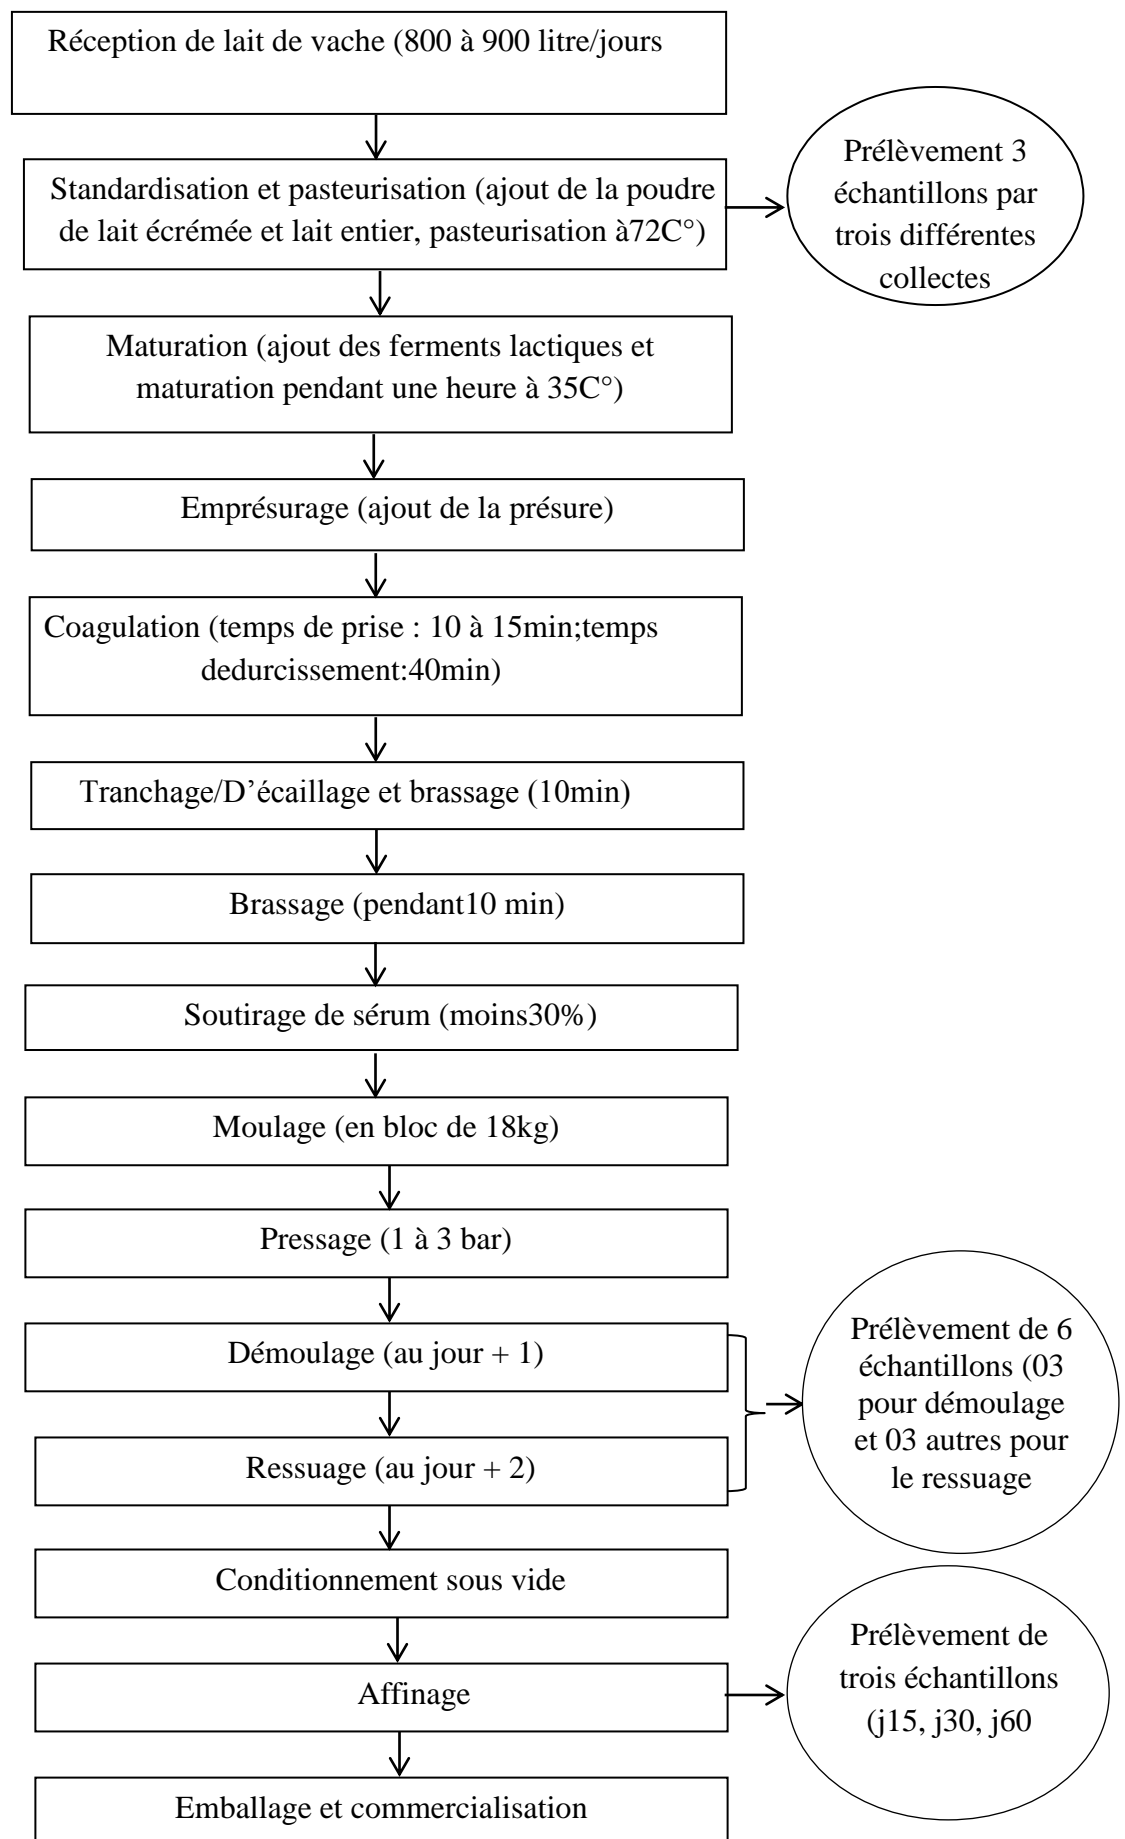 Réception de lait de vache (800 à 900 litre/jours
Standardisation et pasteurisation (ajout de la poudre
de lait écrémée et lait entier, pasteurisation à72C°)
Prélèvement 3
échantillons par
trois différentes
collectes
Maturation (ajout des ferments lactiques et
maturation pendant une heure à 35C°)
Emprésurage (ajout de la présure)
Coagulation (temps de prise : 10 à 15min;temps
dedurcissement:40min)
Tranchage/D’écaillage et brassage (10min)
Brassage (pendant10 min)
Soutirage de sérum (moins30%)
Moulage (en bloc de 18kg)
Pressage (1 à 3 bar)
Démoulage (au jour + 1)
Ressuage (au jour + 2)
Prélèvement de 6
échantillons (03
pour démoulage
et 03 autres pour
le ressuage
Conditionnement sous vide
Affinage
Prélèvement de
trois échantillons
(j15, j30, j60
Emballage et commercialisation